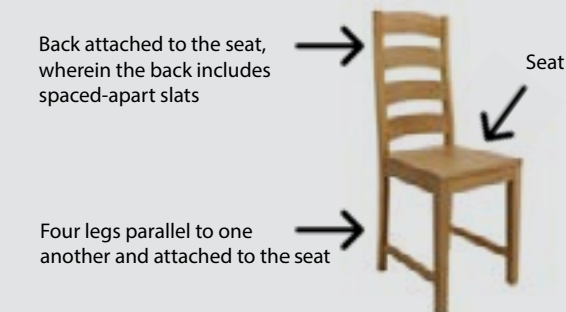 Back attached to the seat,
wherein the back includes
spaced-apart slats
Seat
Four legs parallel to one
another and attached to the seat